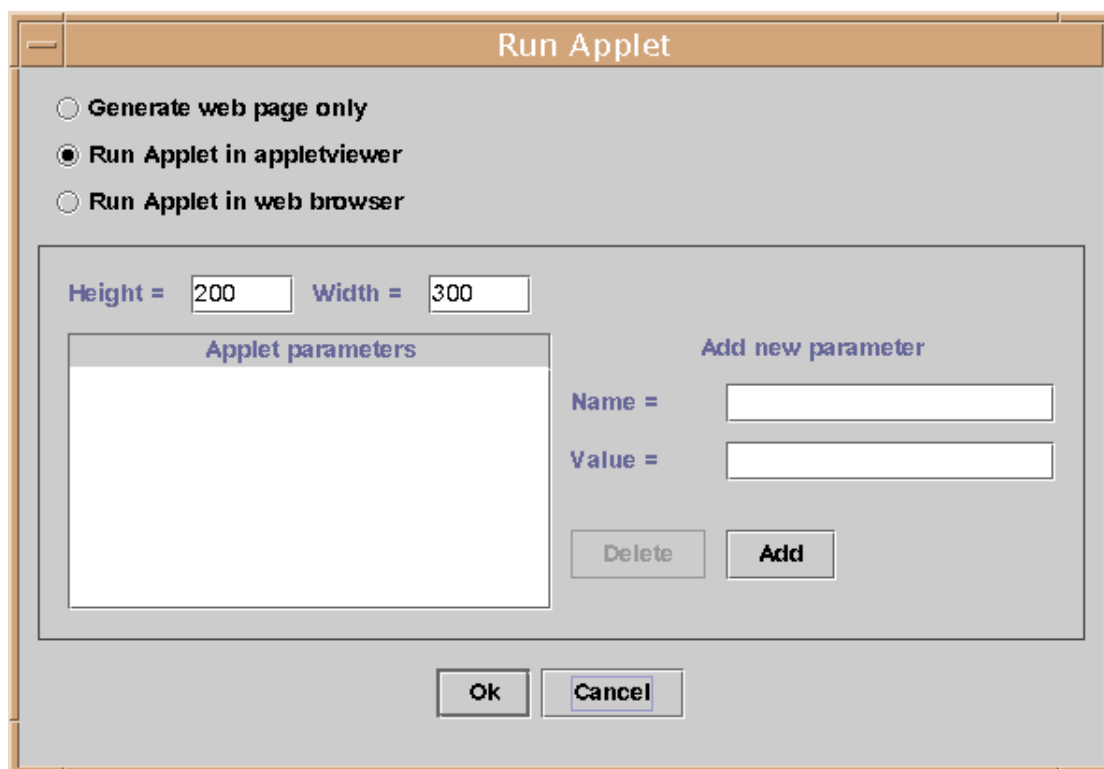 Run Applet
Generate web page only
Run Applet in appletviewer
Run Applet in web browser
Height = 200 Width = 300
Applet parameters
Add new parameter
Name =
Value =
Delete Add
Ok Cancel